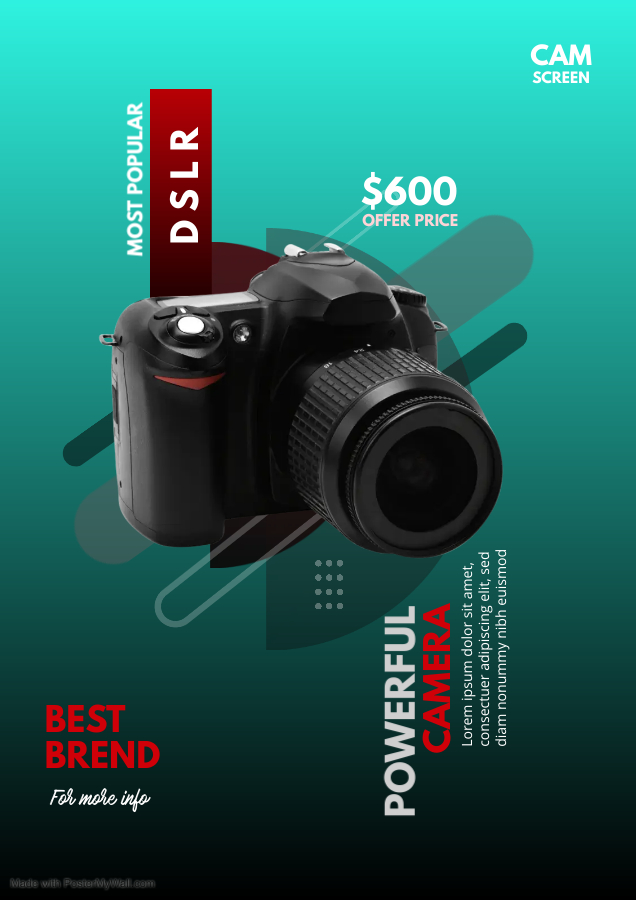 CAM
SCREEN
MOST POPULAR
DSLR
$600
OFFER PRICE
POWERFUL
CAMERA
Lorem ipsum dolor sit amet,
consectuer adipiscing elit, sed
diam nonummy nibh euismod
BEST
BREND
For more info
Made with PosterMyWall.com